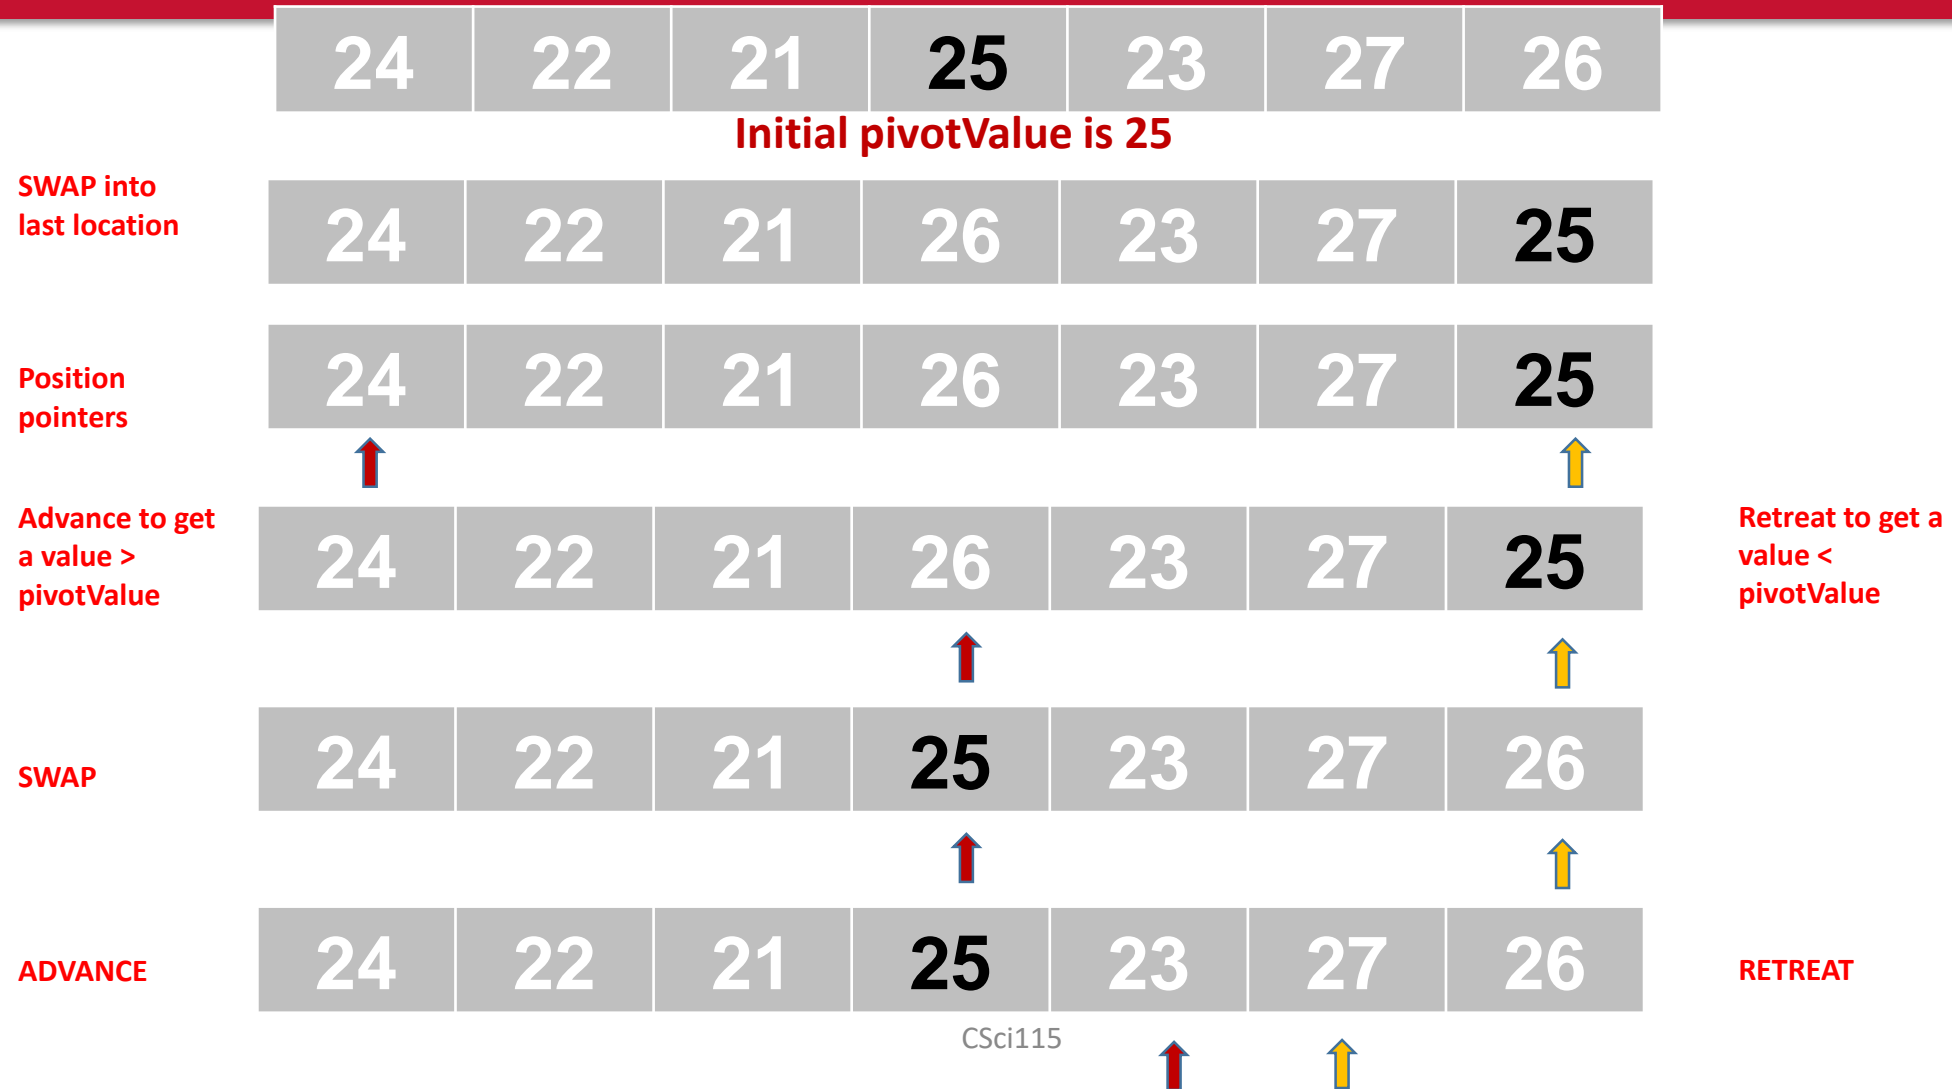 24 22 21 25 23 27 26
Initial pivotValue is 25
SWAP into
last location
24 22 21 26 23 27 25
Position
pointers
24 22 21 26 23 27 25
Advance to get
a value >
pivotValue
24 22 21 26 23 27 25
Retreat to get a
value <
pivotValue
SWAP
24 22 21 25 23 27 26
ADVANCE
24 22 21 25 23 27 26
RETREAT
CSci115